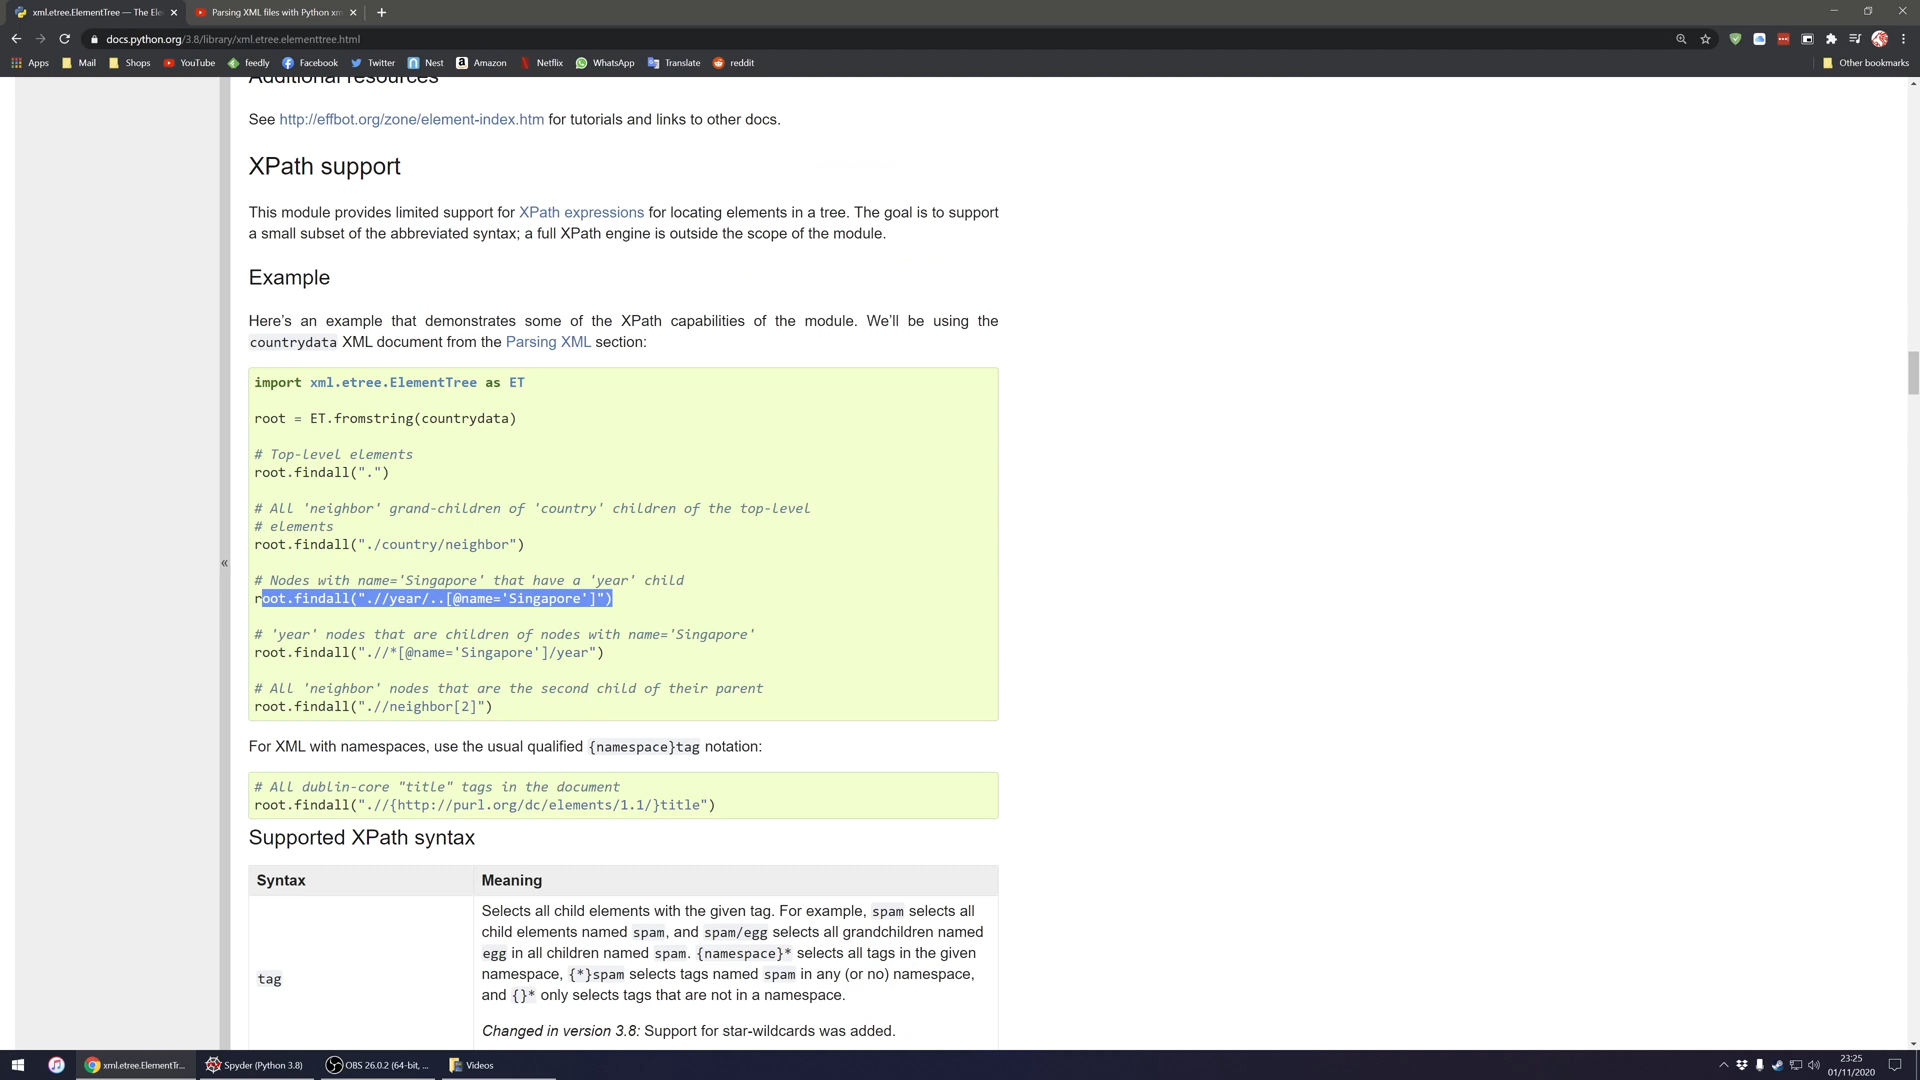 xml.etree.ElementTree — The Ele
Parsing XML files with Python xm
docs.python.org/3.8/library/xml.etree.elementtree.html
Apps
Mail
Shops
YouTube
feedly
Facebook
Twitter
Nest
Amazon
Netflix
WhatsApp
Translate
reddit
Other bookmarks
Additional resources
See http://effbot.org/zone/element-index.htm for tutorials and links to other docs.
XPath support
This module provides limited support for XPath expressions for locating elements in a tree. The goal is to support
a small subset of the abbreviated syntax; a full XPath engine is outside the scope of the module.
Example
Here’s an example that demonstrates some of the XPath capabilities of the module. We’ll be using the
countrydata XML document from the Parsing XML section:
import xml.etree.ElementTree as ET
root = ET.fromstring(countrydata)
# Top-level elements
root.findall(".")
# All 'neighbor' grand-children of 'country' children of the top-level
# elements
root.findall("./country/neighbor")
# Nodes with name='Singapore' that have a 'year' child
root.findall(".//year/..[@name='Singapore']")
# 'year' nodes that are children of nodes with name='Singapore'
root.findall(".//*[@name='Singapore']/year")
# All 'neighbor' nodes that are the second child of their parent
root.findall(".//neighbor[2]")
«
For XML with namespaces, use the usual qualified {namespace}tag notation:
# All dublin-core "title" tags in the document
root.findall(".//{http://purl.org/dc/elements/1.1/}title")
Supported XPath syntax
Syntax Meaning
tag
Selects all child elements with the given tag. For example, spam selects all
child elements named spam, and spam/egg selects all grandchildren named
egg in all children named spam. {namespace}* selects all tags in the given
namespace, {*}spam selects tags named spam in any (or no) namespace,
and {}* only selects tags that are not in a namespace.
Changed in version 3.8: Support for star-wildcards was added.
xml.etree.ElementTr...
Spyder (Python 3.8)
OBS 26.0.2 (64-bit, ...
Videos
23:25
01/11/2020